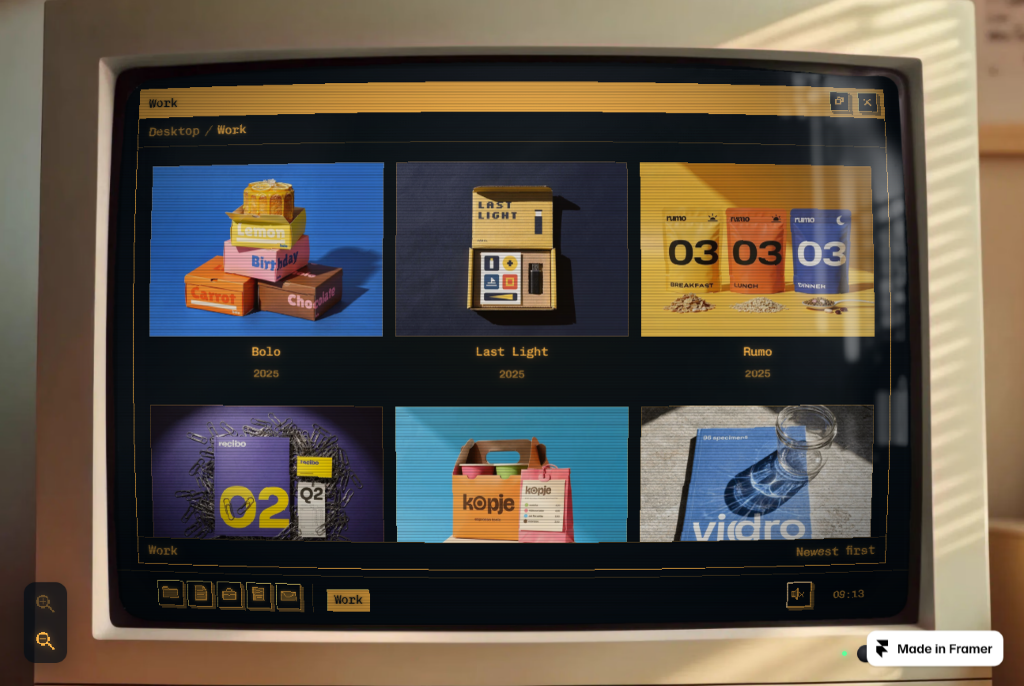 Work
Desktop / Work
Lemon
Birthday
Carrot
Chocolate
LAST
LIGHT
rumo
03
BREAKFAST
rumo
03
LUNCH
rumo
03
DINNER
Bolo
2025
Last Light
2025
Rumo
2025
recibo
02
recibo
Q2
kopje
kopje
vidro
Work
Newest first
Work
08:13
Made in Framer